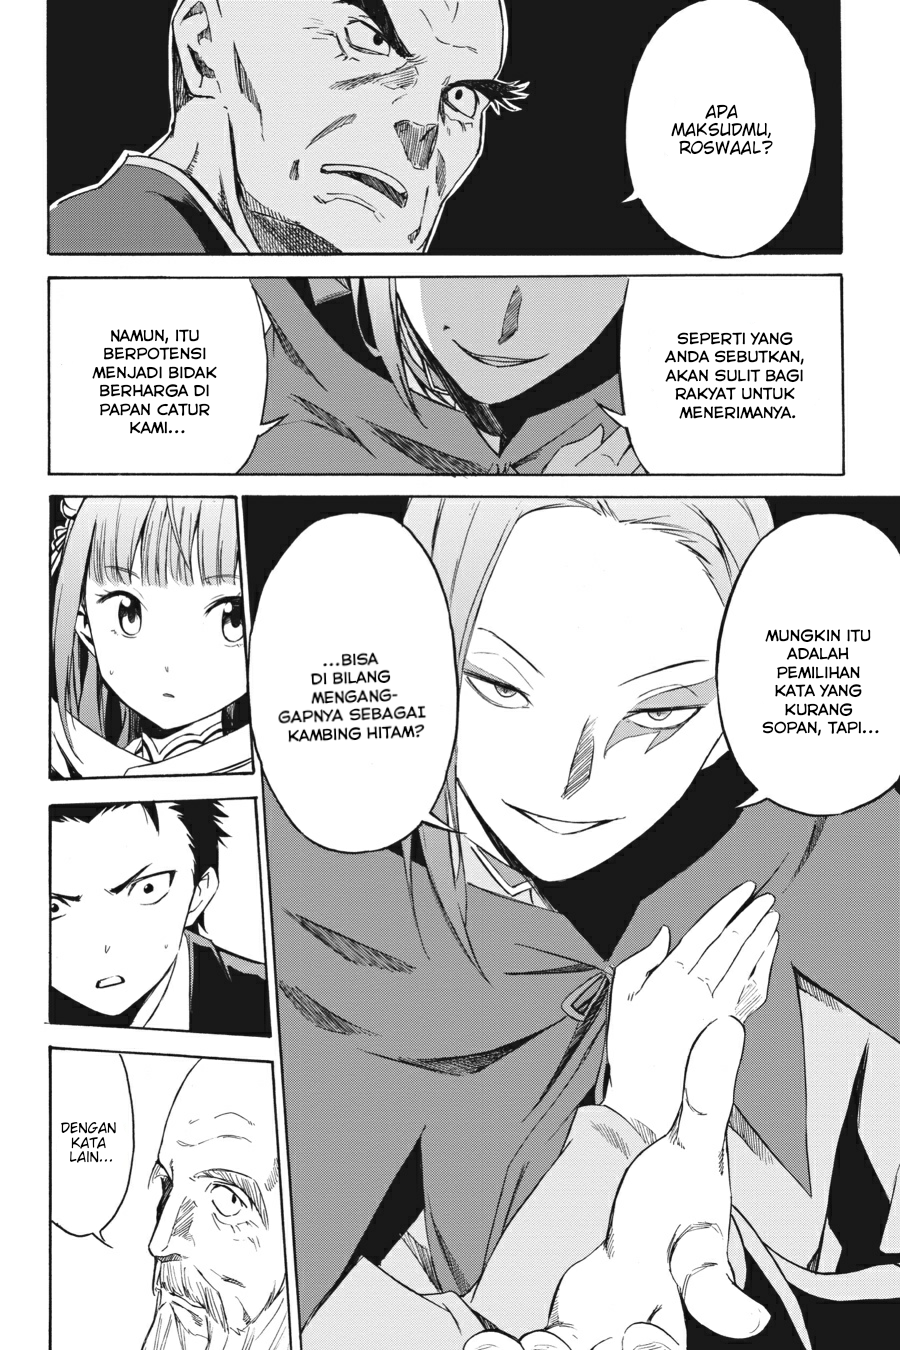 APA
MAKSUDMU,
ROSWAAL?
SEPERTI YANG
ANDA SEBUTKAN,
AKAN SULIT BAGI
RAKYAT UNTUK
MENERIMANYA.
NAMUN, ITU
BERPOTENSI
MENJADI BIDAK
BERHARGA DI
PAPAN CATUR
KAMI...
MUNGKIN ITU
ADALAH
PEMILIHAN
KATA YANG
KURANG
SOPAN, TAPI...
...BISA
DI BILANG
MENGANG-
GAPNYA SEBAGAI
KAMBING HITAM?
DENGAN
KATA
LAIN...